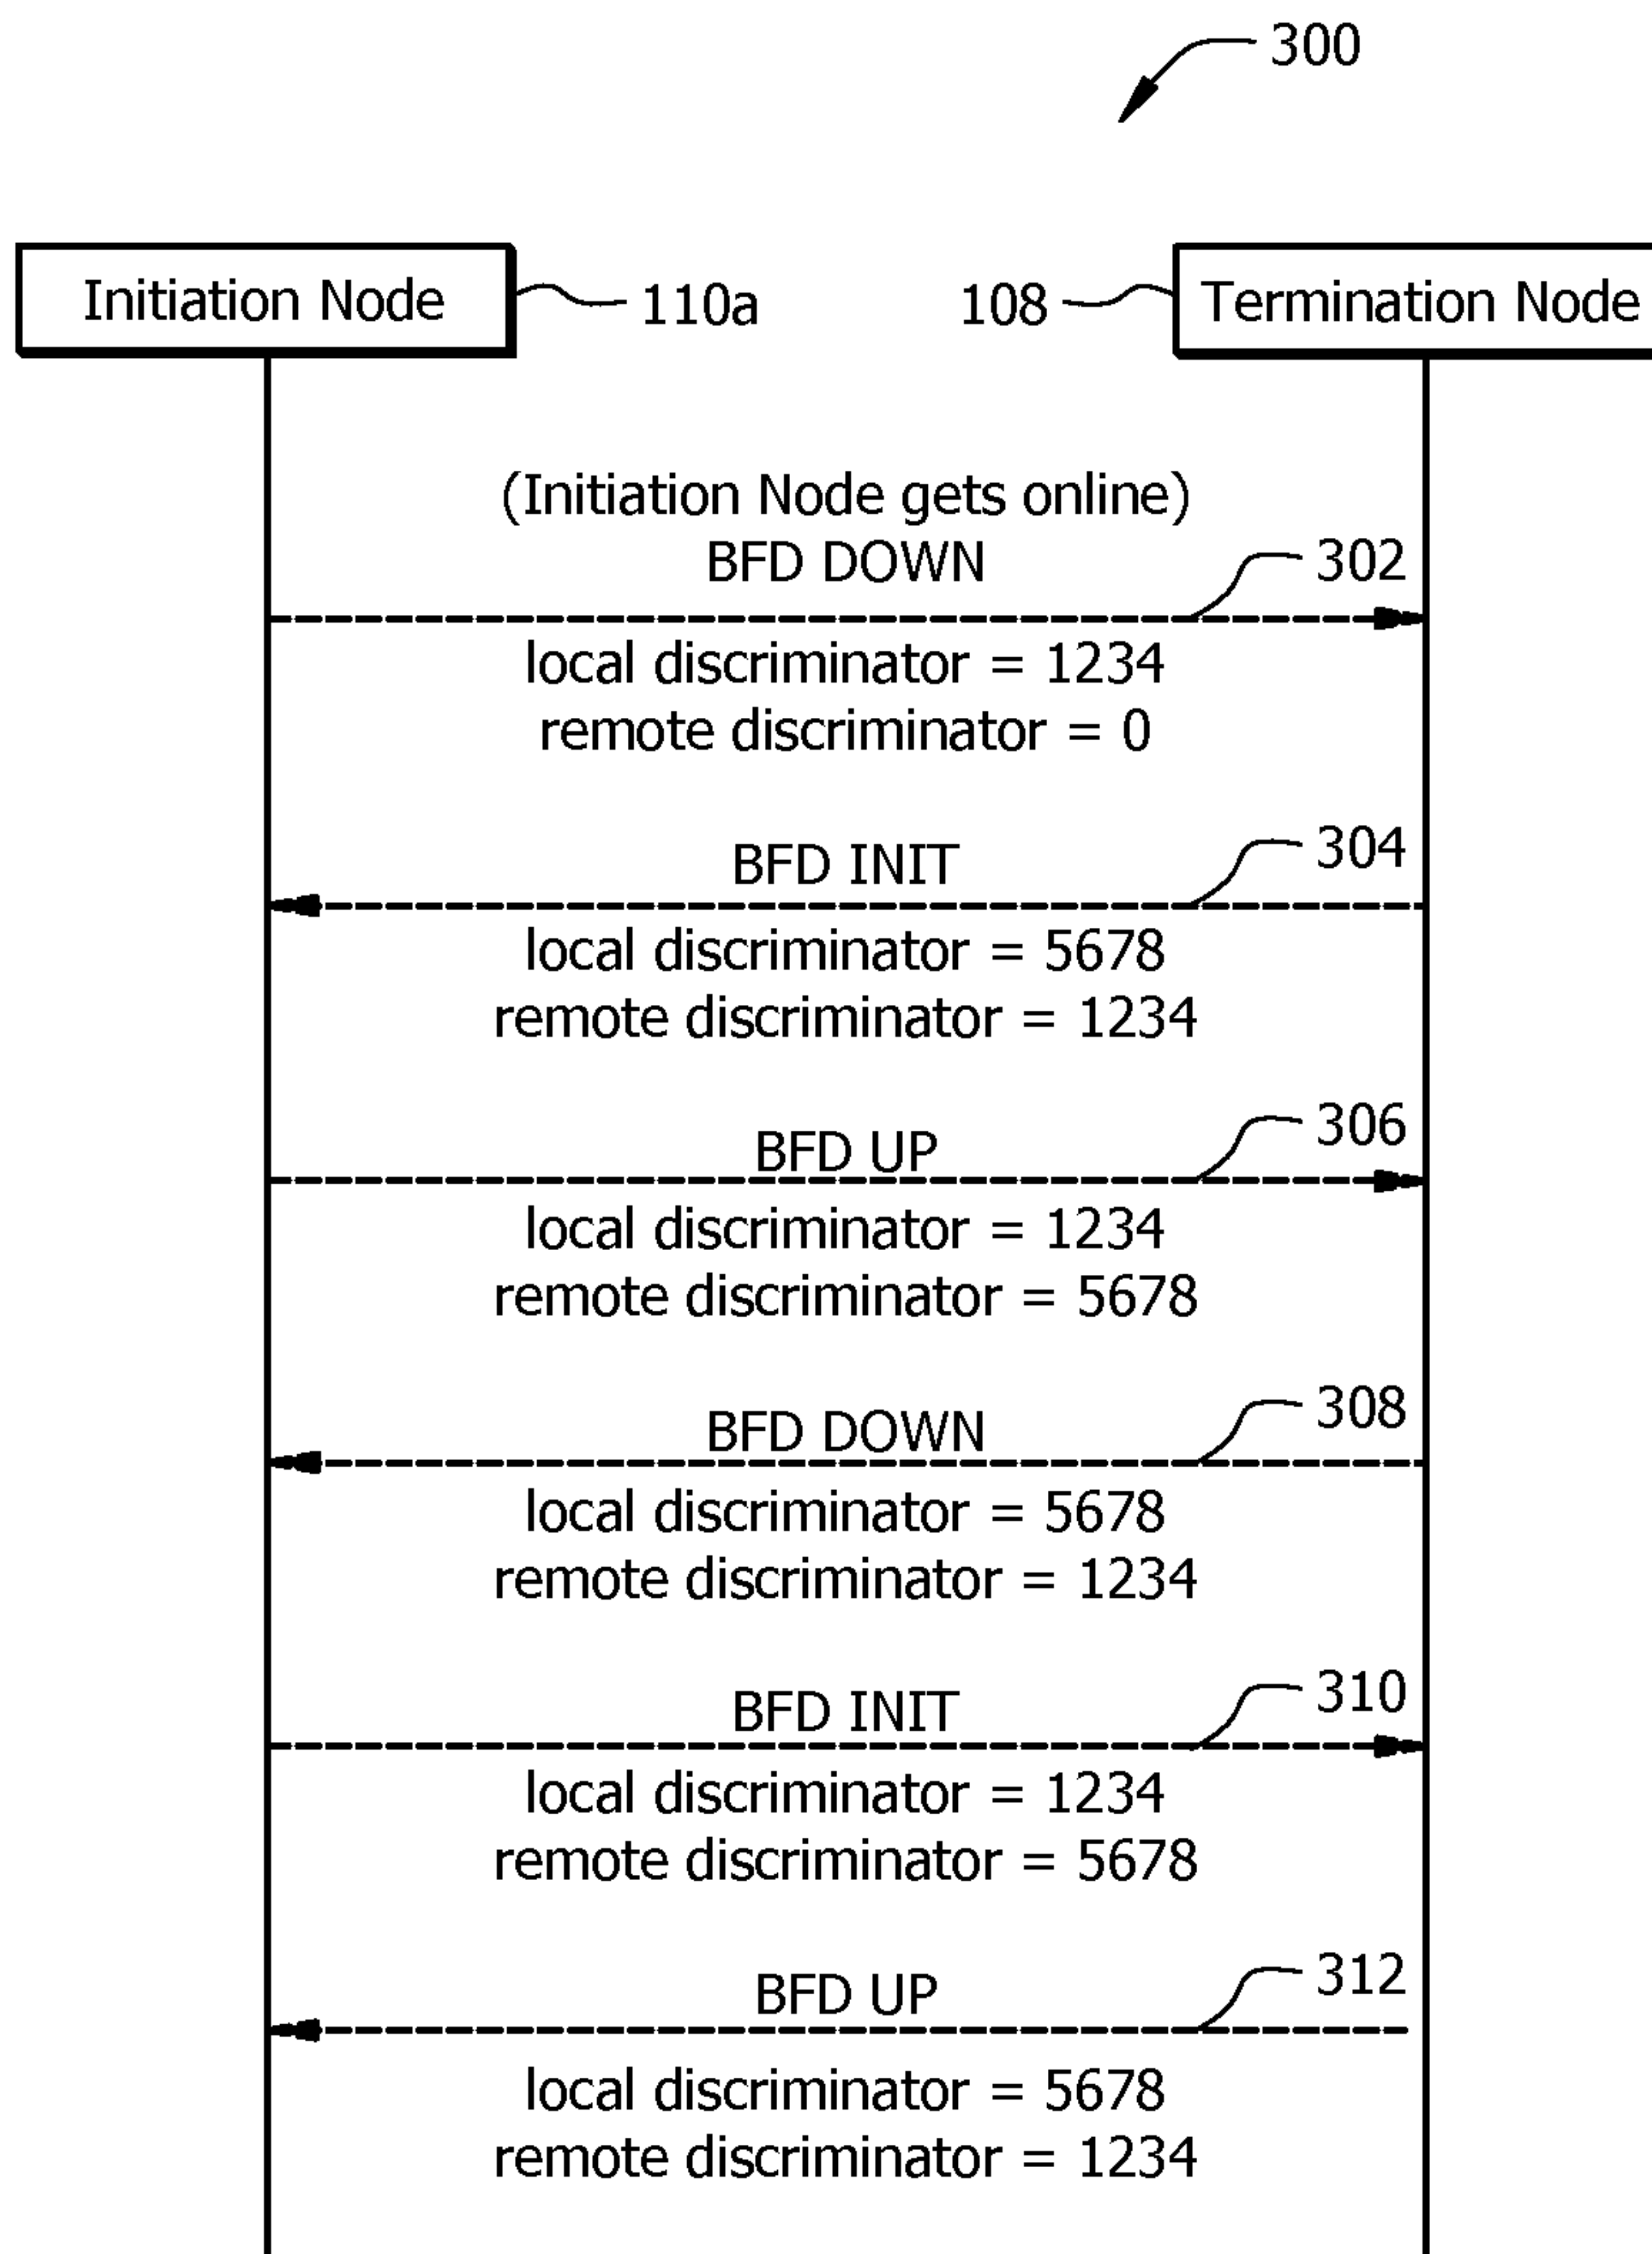 300
Initiation Node
110a
108
Termination Node
(Initiation Node gets online)
BFD DOWN
302
local discriminator = 1234
remote discriminator = 0
BFD INIT
304
local discriminator = 5678
remote discriminator = 1234
BFD UP
306
local discriminator = 1234
remote discriminator = 5678
BFD DOWN
308
local discriminator = 5678
remote discriminator = 1234
BFD INIT
310
local discriminator = 1234
remote discriminator = 5678
BFD UP
312
local discriminator = 5678
remote discriminator = 1234